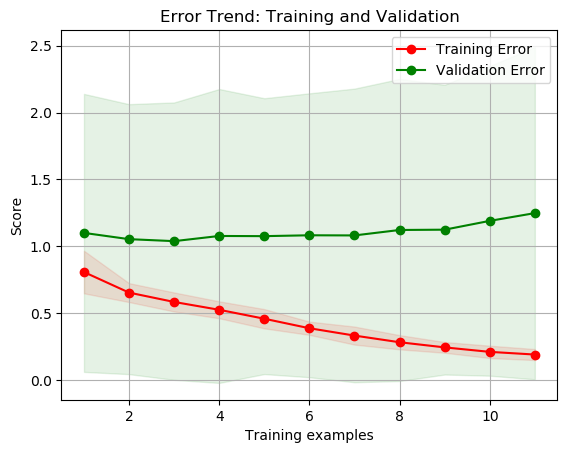 Error Trend: Training and Validation
Training Error
Validation Error
Score
2.5
2.0
1.5
1.0
0.5
0.0
2 4 6 8 10
Training examples